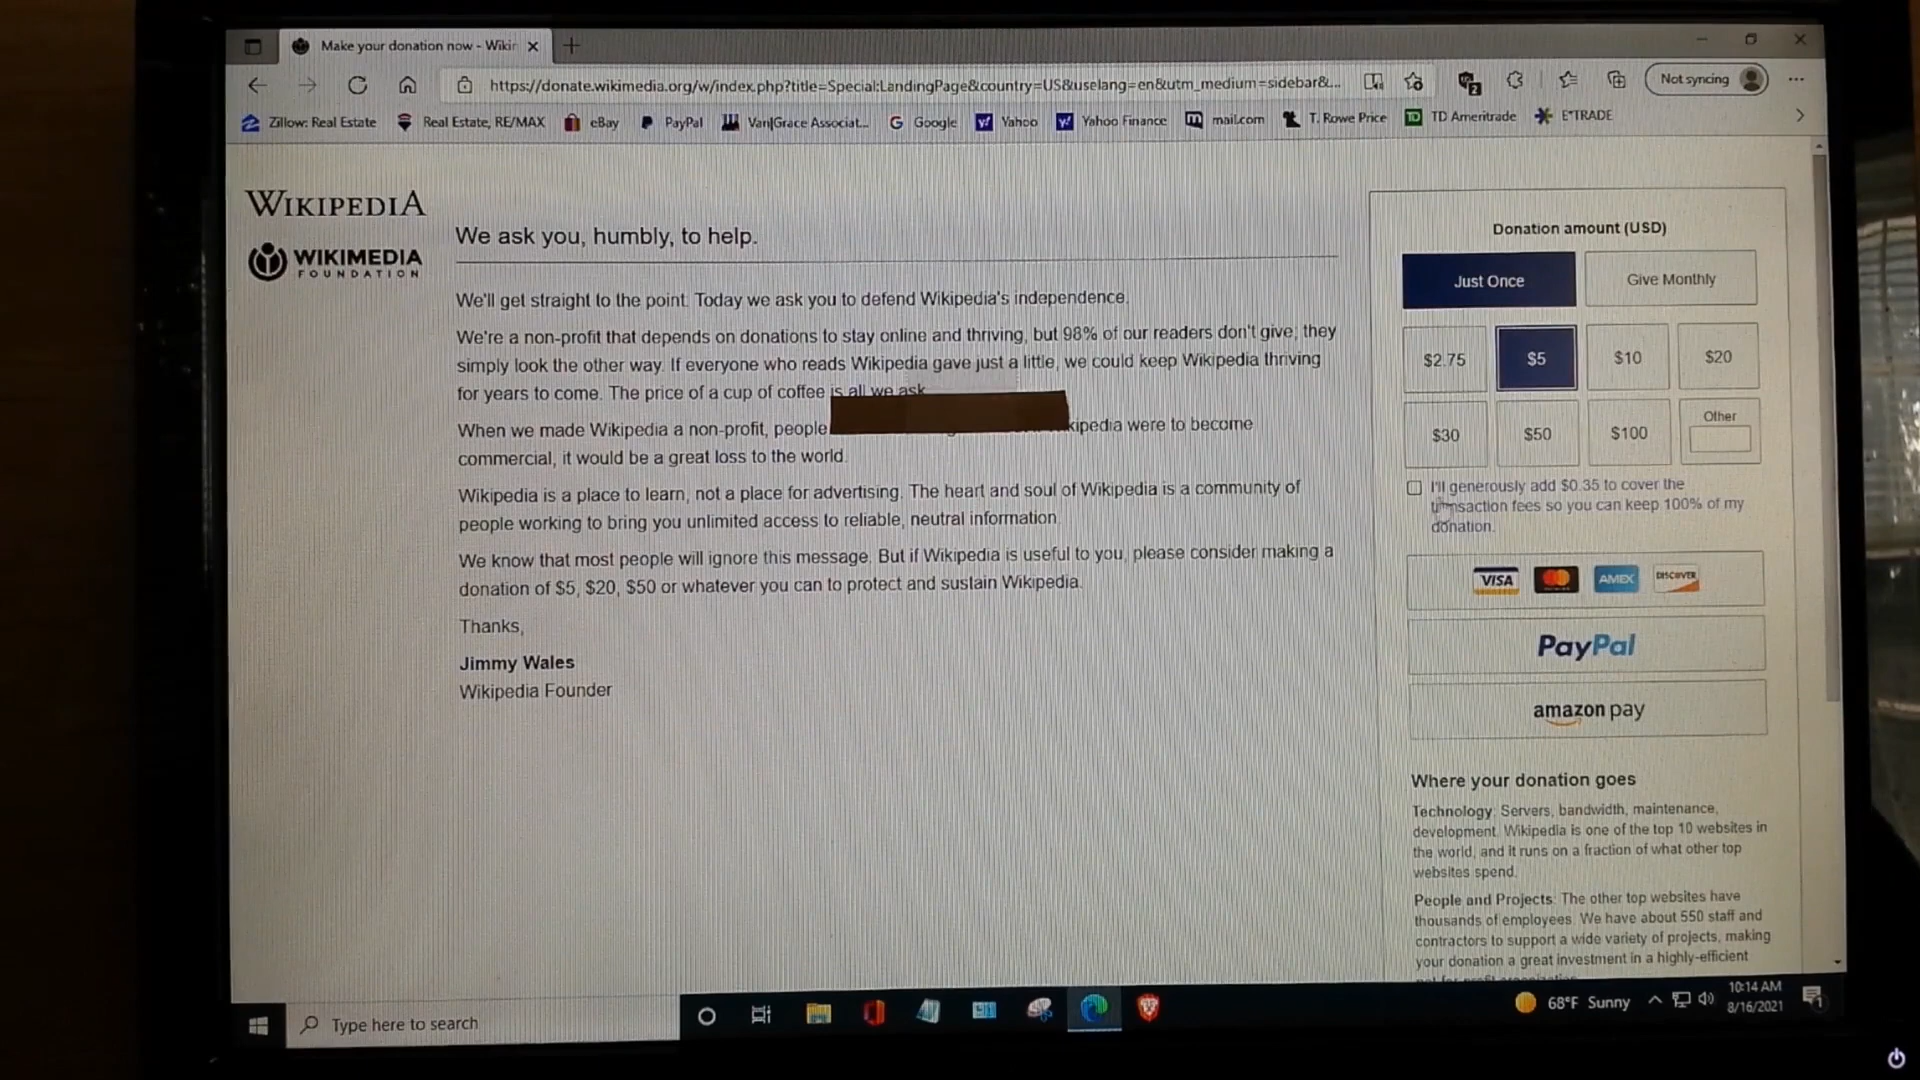 Make your donation now - Wikir
https://donate.wikimedia.org/w/index.php?title=Special:LandingPage&country=US&uselang=en&utm_medium=sidebar&...
2
Not syncing
Zillow: Real Estate
Real Estate, RE/MAX
eBay
PayPal
Van|Grace Associat...
Google
Yahoo
Yahoo Finance
mail.com
T. Rowe Price
TD Ameritrade
E*TRADE
WIKIPEDIA
WIKIMEDIA
FOUNDATION
We ask you, humbly, to help.
We'll get straight to the point: Today we ask you to defend Wikipedia's independence.
We're a non-profit that depends on donations to stay online and thriving, but 98% of our readers don't give; they
simply look the other way. If everyone who reads Wikipedia gave just a little, we could keep Wikipedia thriving
for years to come. The price of a cup of coffee is all we ask
When we made Wikipedia a non-profit, people kipedia were to become
commercial, it would be a great loss to the world.
Wikipedia is a place to learn, not a place for advertising. The heart and soul of Wikipedia is a community of
people working to bring you unlimited access to reliable, neutral information.
We know that most people will ignore this message. But if Wikipedia is useful to you, please consider making a
donation of $5, $20, $50 or whatever you can to protect and sustain Wikipedia.
Thanks,
Jimmy Wales
Wikipedia Founder
Donation amount (USD)
Just Once
Give Monthly
$2.75
$5
$10
$20
$30
$50
$100
Other
I'll generously add $0.35 to cover the
transaction fees so you can keep 100% of my
donation.
VISA
AMEX
DISCOVER
PayPal
amazon pay
Where your donation goes
Technology: Servers, bandwidth, maintenance,
development. Wikipedia is one of the top 10 websites in
the world, and it runs on a fraction of what other top
websites spend.
People and Projects: The other top websites have
thousands of employees. We have about 550 staff and
contractors to support a wide variety of projects, making
your donation a great investment in a highly-efficient
Type here to search
68°F Sunny
10:14 AM
8/16/2021
1